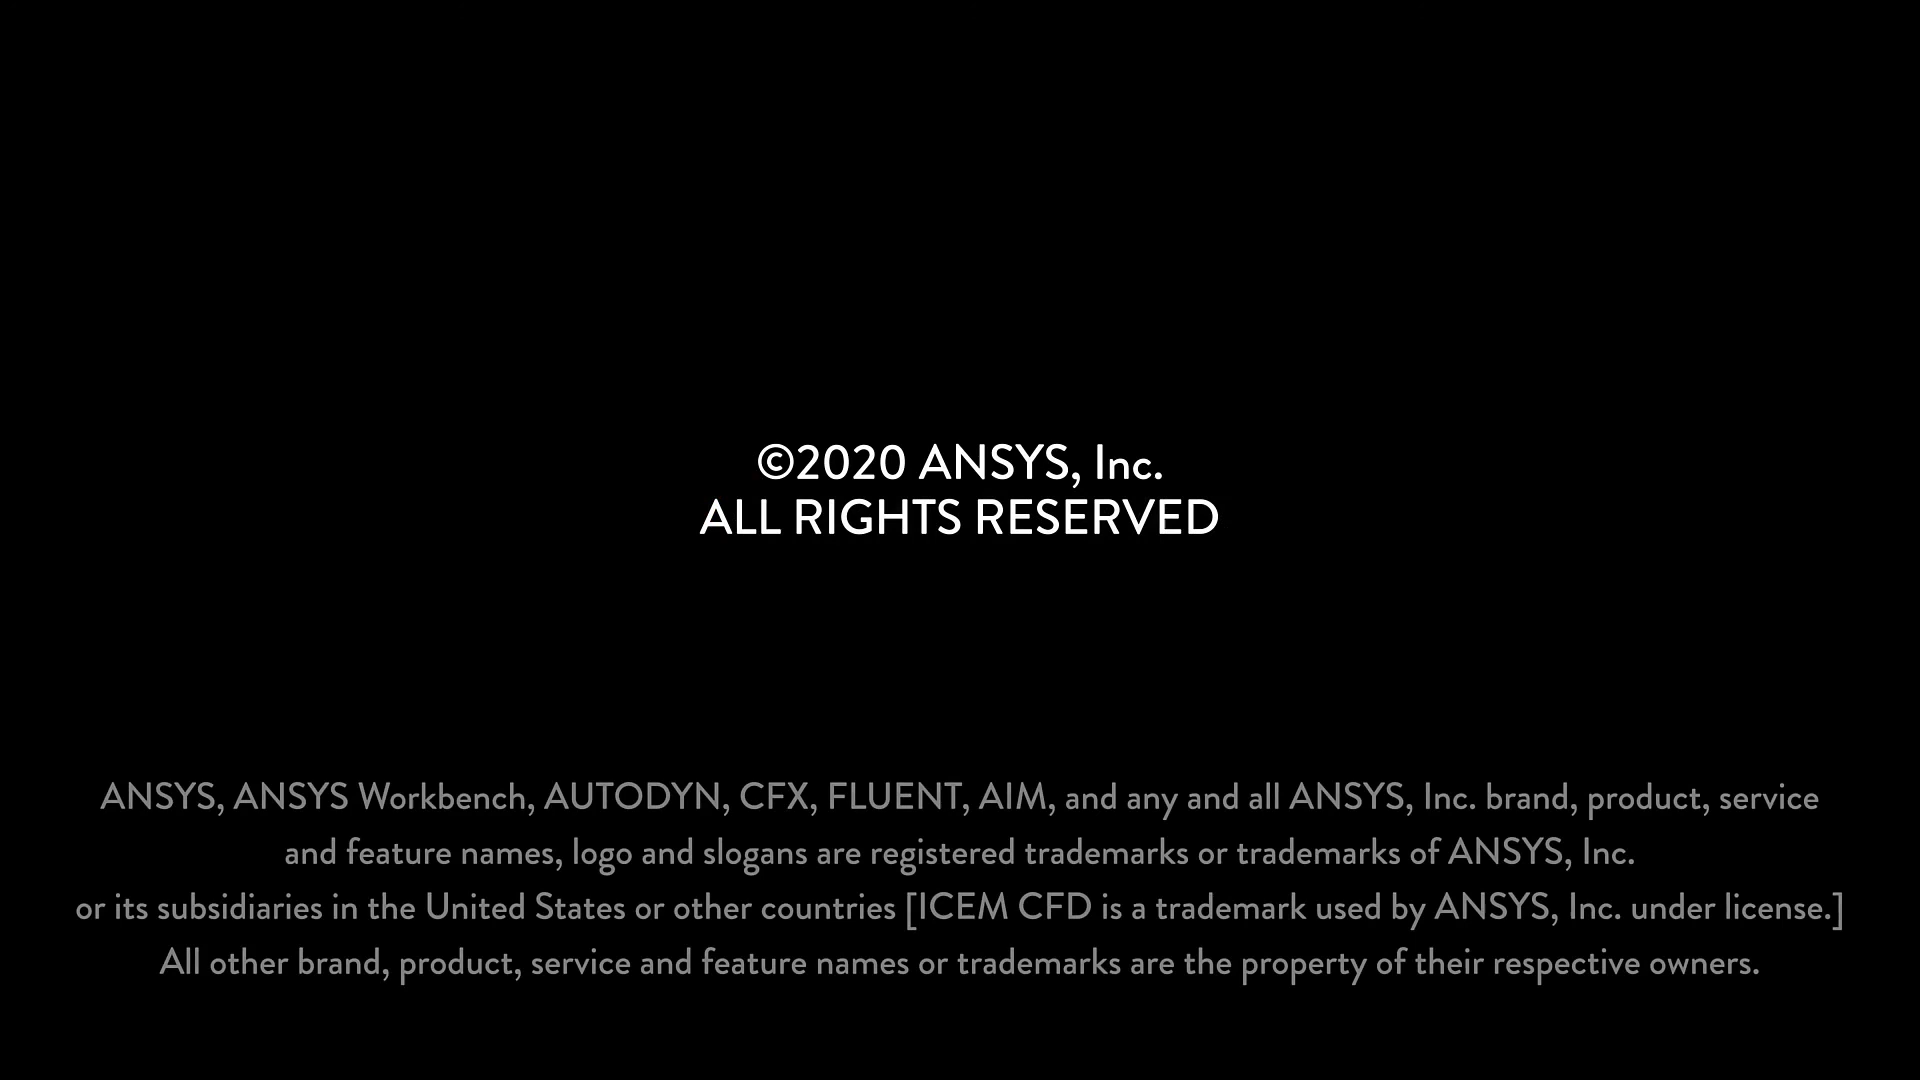 ©2020 ANSYS, Inc.
ALL RIGHTS RESERVED
ANSYS, ANSYS Workbench, AUTODYN, CFX, FLUENT, AIM, and any and all ANSYS, Inc. brand, product, service
and feature names, logo and slogans are registered trademarks or trademarks of ANSYS, Inc.
or its subsidiaries in the United States or other countries [ICEM CFD is a trademark used by ANSYS, Inc. under license.]
All other brand, product, service and feature names or trademarks are the property of their respective owners.